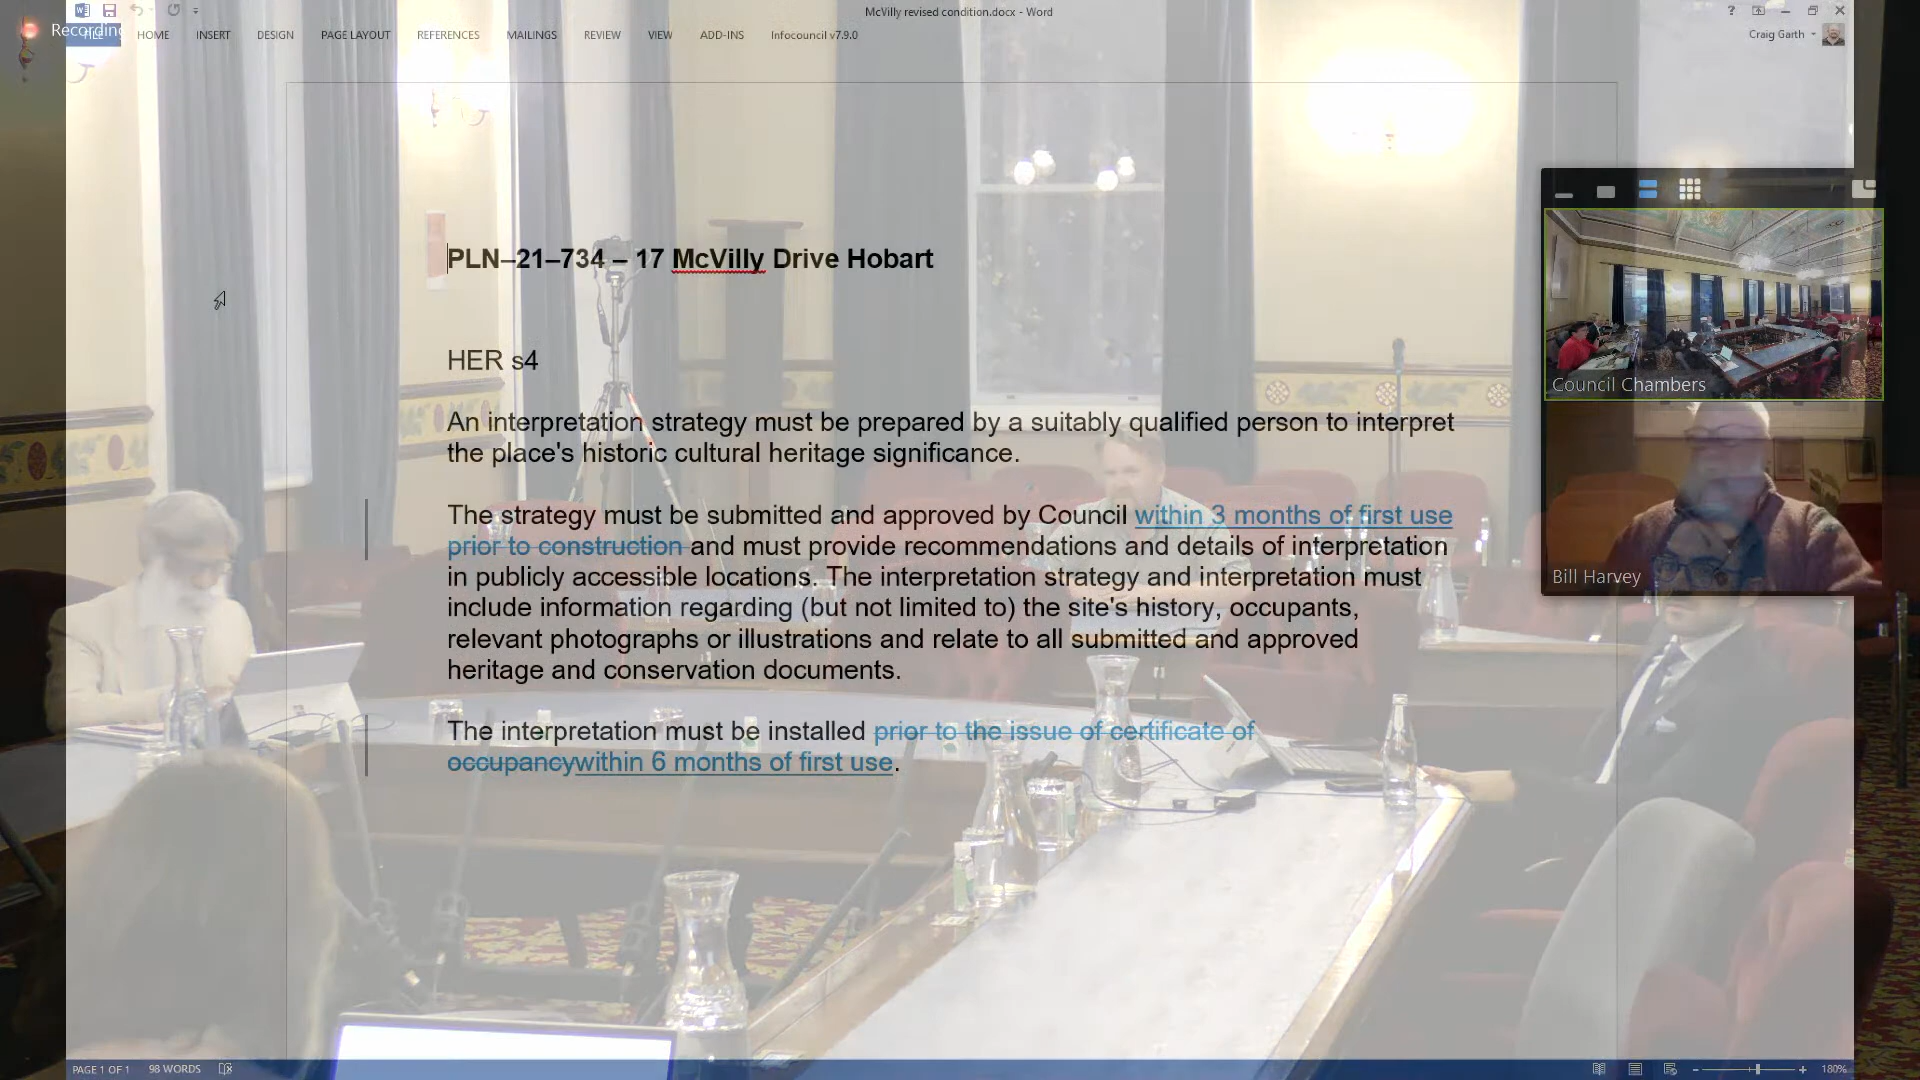 McVilly revised condition.docx - Word
Recording
FILE HOME INSERT DESIGN PAGE LAYOUT REFERENCES MAILINGS REVIEW VIEW ADD-INS Infocouncil v7.9.0
Craig Garth
PLN–21–734 – 17 McVilly Drive Hobart
HER s4
An interpretation strategy must be prepared by a suitably qualified person to interpret
the place's historic cultural heritage significance.
The strategy must be submitted and approved by Council within 3 months of first use
prior to construction and must provide recommendations and details of interpretation
in publicly accessible locations. The interpretation strategy and interpretation must
include information regarding (but not limited to) the site's history, occupants,
relevant photographs or illustrations and relate to all submitted and approved
heritage and conservation documents.
The interpretation must be installed prior to the issue of certificate of
occupancywithin 6 months of first use.
Council Chambers
Bill Harvey
PAGE 1 OF 1 98 WORDS
180%